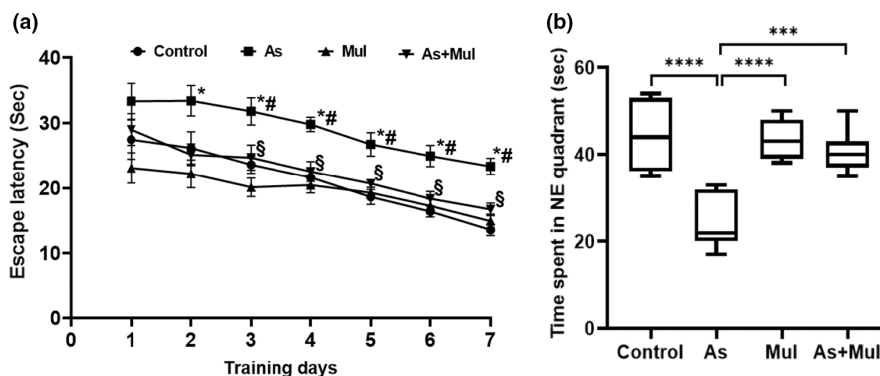 (a)
Control As Mul As+Mul
Escape latency (Sec)
40
30
20
10
0
* *# *# *# *# *#
§ § § § §
0 1 2 3 4 5 6 7
Training days
(b)
***
**** ****
Time spent in NE quadrant (sec)
60
40
20
0
Control As Mul As+Mul